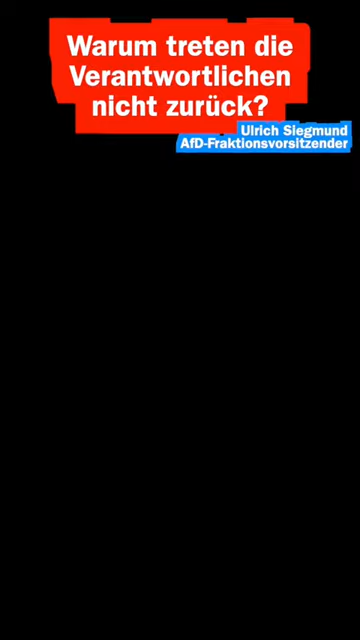 Warum treten die
Verantwortlichen
nicht zurück?
Ulrich Siegmund
AfD-Fraktionsvorsitzender